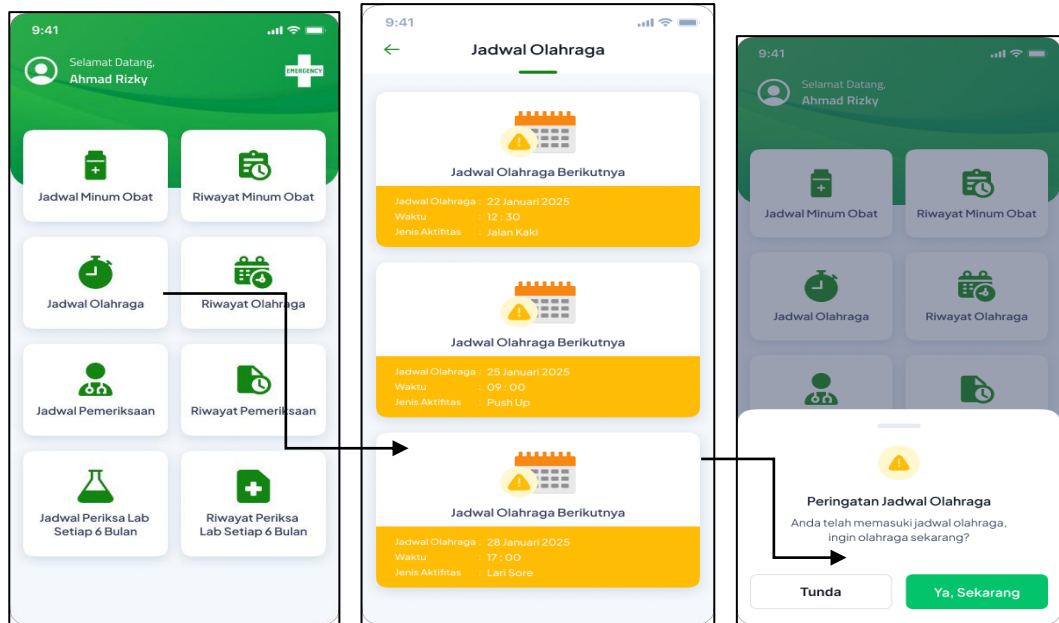 9:41
Selamat Datang,
Ahmad Rizky
EMERGENCY
Jadwal Minum Obat
Riwayat Minum Obat
Jadwal Olahraga
Riwayat Olahraga
Jadwal Pemeriksaan
Riwayat Pemeriksaan
Jadwal Periksa Lab
Setiap 6 Bulan
Riwayat Periksa
Lab Setiap 6 Bulan
9:41
Jadwal Olahraga
Jadwal Olahraga Berikutnya
Jadwal Olahraga : 22 Januari 2025
Waktu : 12 : 30
Jenis Aktifitas : Jalan Kaki
Jadwal Olahraga Berikutnya
Jadwal Olahraga : 25 Januari 2025
Waktu : 09 : 00
Jenis Aktifitas : Push Up
Jadwal Olahraga Berikutnya
Jadwal Olahraga : 28 Januari 2025
Waktu : 17 : 00
Jenis Aktifitas : Lari Sore
9:41
Selamat Datang,
Ahmad Rizky
Jadwal Minum Obat
Riwayat Minum Obat
Jadwal Olahraga
Riwayat Olahraga
Peringatan Jadwal Olahraga
Anda telah memasuki jadwal olahraga,
ingin olahraga sekarang?
Tunda
Ya, Sekarang